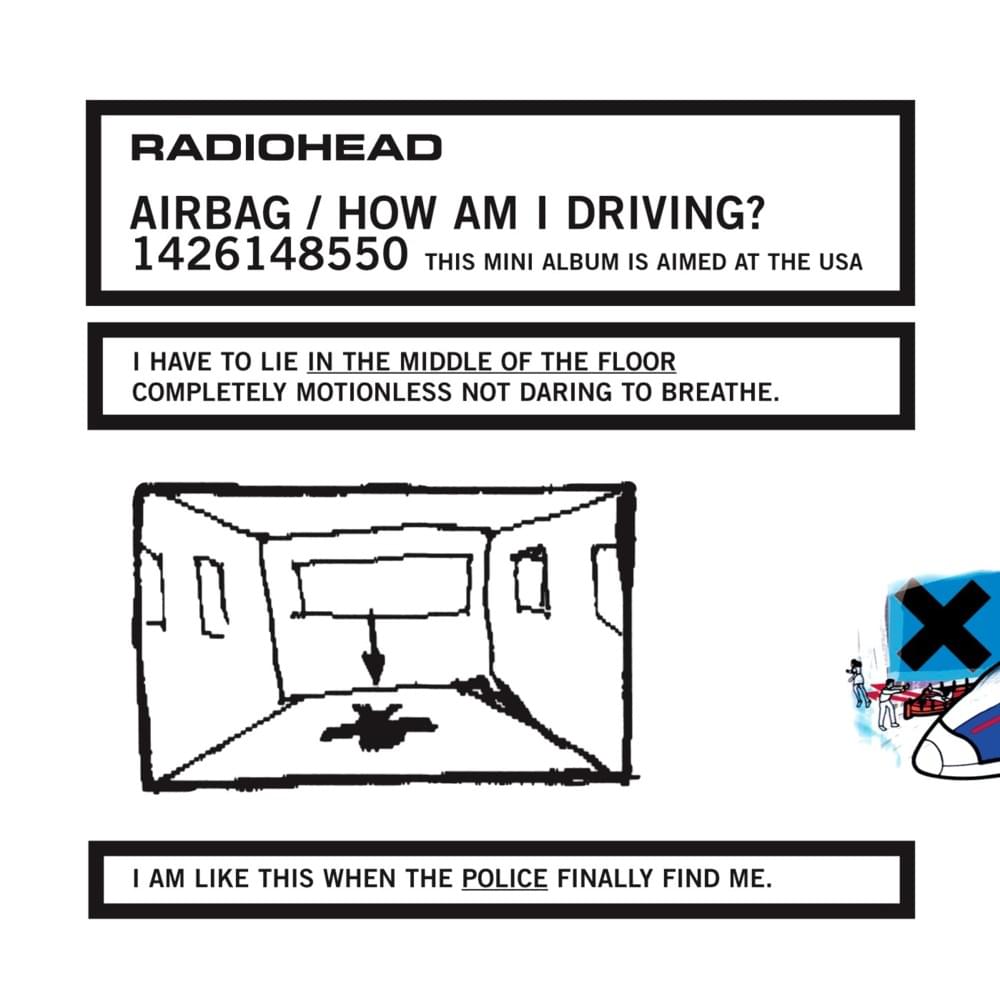 RADIOHEAD
AIRBAG / HOW AM I DRIVING?
1426148550 THIS MINI ALBUM IS AIMED AT THE USA
I HAVE TO LIE IN THE MIDDLE OF THE FLOOR
COMPLETELY MOTIONLESS NOT DARING TO BREATHE.
I AM LIKE THIS WHEN THE POLICE FINALLY FIND ME.